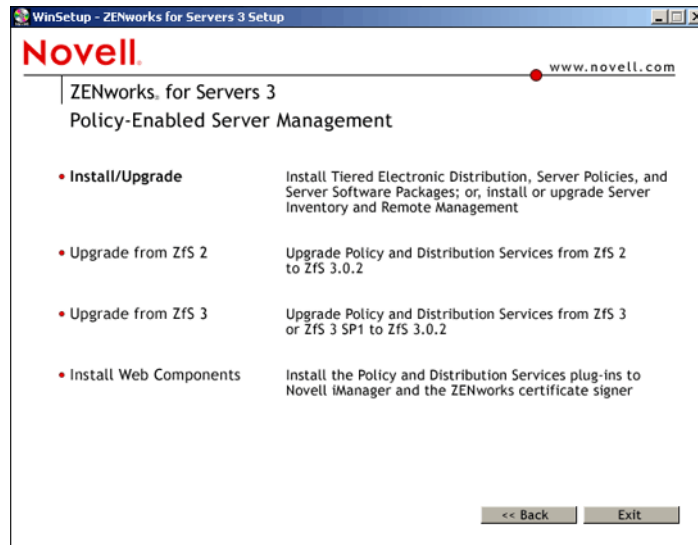 WinSetup - ZENworks for Servers 3 Setup
Novell.
www.novell.com
ZENworks® for Servers 3
Policy-Enabled Server Management
• Install/Upgrade
Install Tiered Electronic Distribution, Server Policies, and
Server Software Packages; or, install or upgrade Server
Inventory and Remote Management
• Upgrade from ZfS 2
Upgrade Policy and Distribution Services from ZfS 2
to ZfS 3.0.2
• Upgrade from ZfS 3
Upgrade Policy and Distribution Services from ZfS 3
or ZfS 3 SP1 to ZfS 3.0.2
• Install Web Components
Install the Policy and Distribution Services plug-ins to
Novell iManager and the ZENworks certificate signer
<< Back
Exit